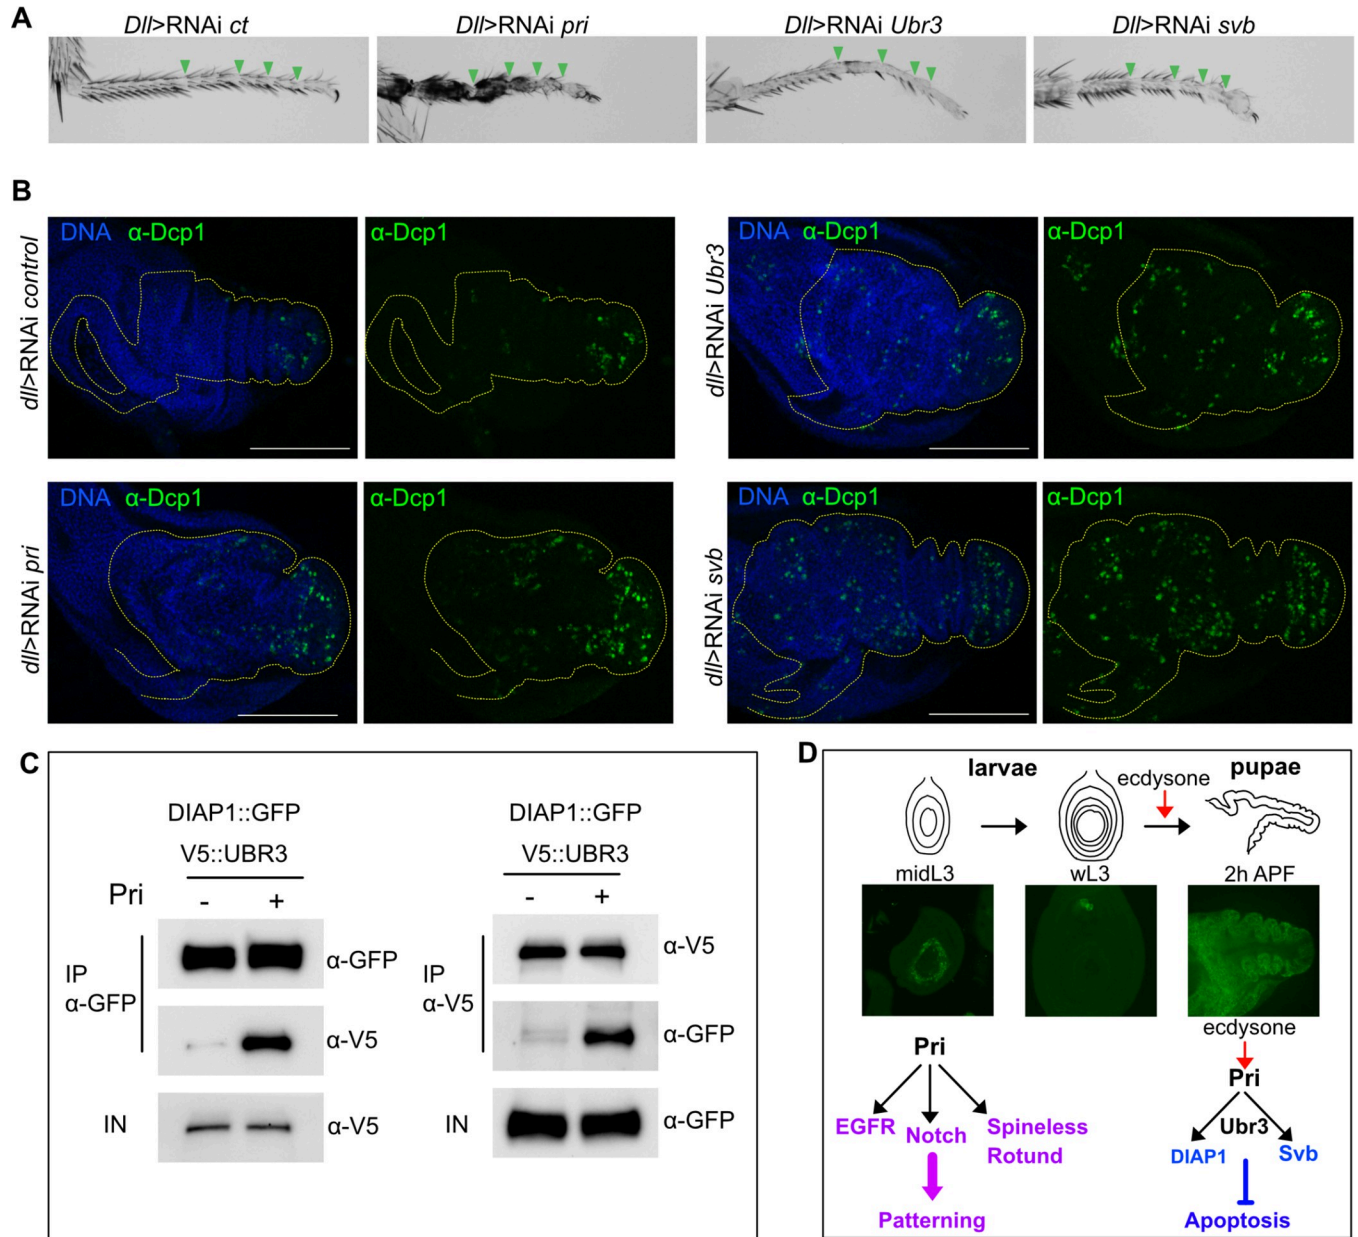 A
Dll>RNAi ct
Dll>RNAi pri
Dll>RNAi Ubr3
Dll>RNAi svb
B
dll>RNAi control
DNA α-Dcp1
α-Dcp1
dll>RNAi Ubr3
DNA α-Dcp1
α-Dcp1
dll>RNAi pri
DNA α-Dcp1
α-Dcp1
dll>RNAi svb
DNA α-Dcp1
α-Dcp1
C
DIAP1::GFP
V5::UBR3
Pri - +
IP
α-GFP
α-GFP
α-V5
IN
α-V5
DIAP1::GFP
V5::UBR3
- +
IP
α-V5
α-V5
α-GFP
IN
α-GFP
D
larvae
ecdysone
pupae
midL3
wL3
2h APF
Pri
EGFR
Notch
Spineless
Rotund
Patterning
ecdysone
Pri
Ubr3
DIAP1
Svb
Apoptosis